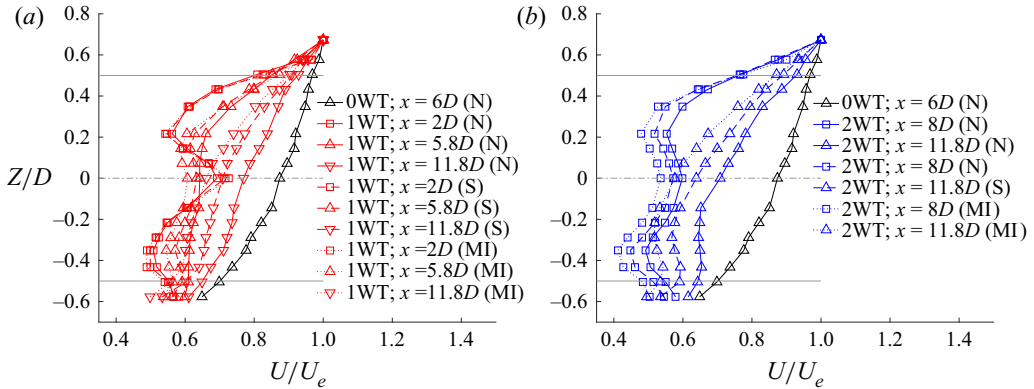 (a)
0.8
0.6
0.4
0.2
0
−0.2
−0.4
−0.6
Z/D
0.4
0.6
0.8
1.0
1.2
1.4
U/Ue
0WT; x = 6D (N)
1WT; x = 2D (N)
1WT; x = 5.8D (N)
1WT; x = 11.8D (N)
1WT; x =2D (S)
1WT; x =5.8D (S)
1WT; x =11.8D (S)
1WT; x =2D (MI)
1WT; x =5.8D (MI)
1WT; x =11.8D (MI)
(b)
0.8
0.6
0.4
0.2
0
−0.2
−0.4
−0.6
0.4
0.6
0.8
1.0
1.2
1.4
U/Ue
0WT; x = 6D (N)
2WT; x = 8D (N)
2WT; x = 11.8D (N)
2WT; x = 8D (N)
2WT; x = 11.8D (S)
2WT; x = 8D (MI)
2WT; x = 11.8D (MI)